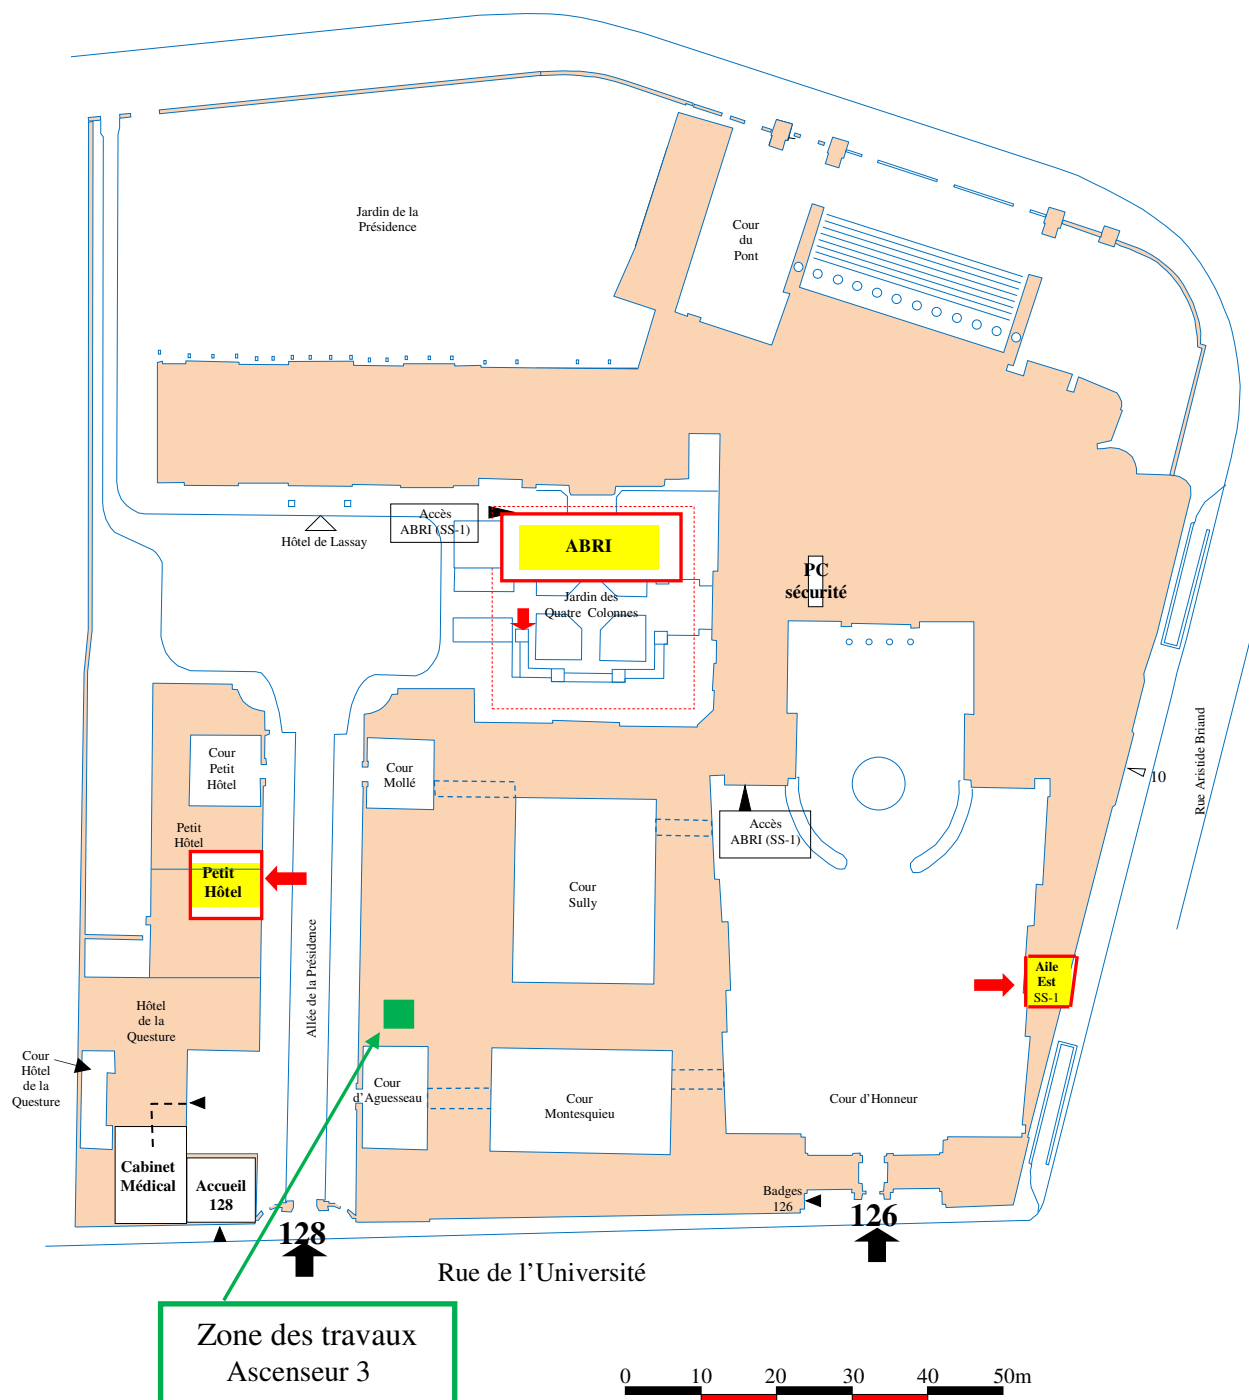 Jardin de la
Présidence
Cour
du
Pont
Accès
ABRI (SS-1)
Hôtel de Lassay
ABRI
Jardin des
Quatre Colonnes
PC
sécurité
Rue Aristide Briand
10
Cour
Petit
Hôtel
Cour
Mollé
Petit
Hôtel
Accès
ABRI (SS-1)
Petit
Hôtel
Cour
Sully
Allée de la Présidence
Aile
Est
SS-1
Hôtel
de la
Questure
Cour
Hôtel
de la
Questure
Cour
d'Aguesseau
Cour
Montesquieu
Cour d'Honneur
Cabinet
Médical
Accueil
128
Badges
126
128
126
Rue de l'Université
Zone des travaux
Ascenseur 3
0 10 20 30 40 50m